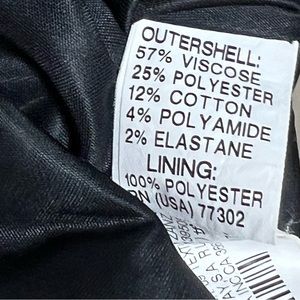 OUTERSHELL:
57% VISCOSE
25% POLYESTER
12% COTTON
4% POLYAMIDE
2% ELASTANE
LINING:
100% POLYESTER
RN (USA) 77302